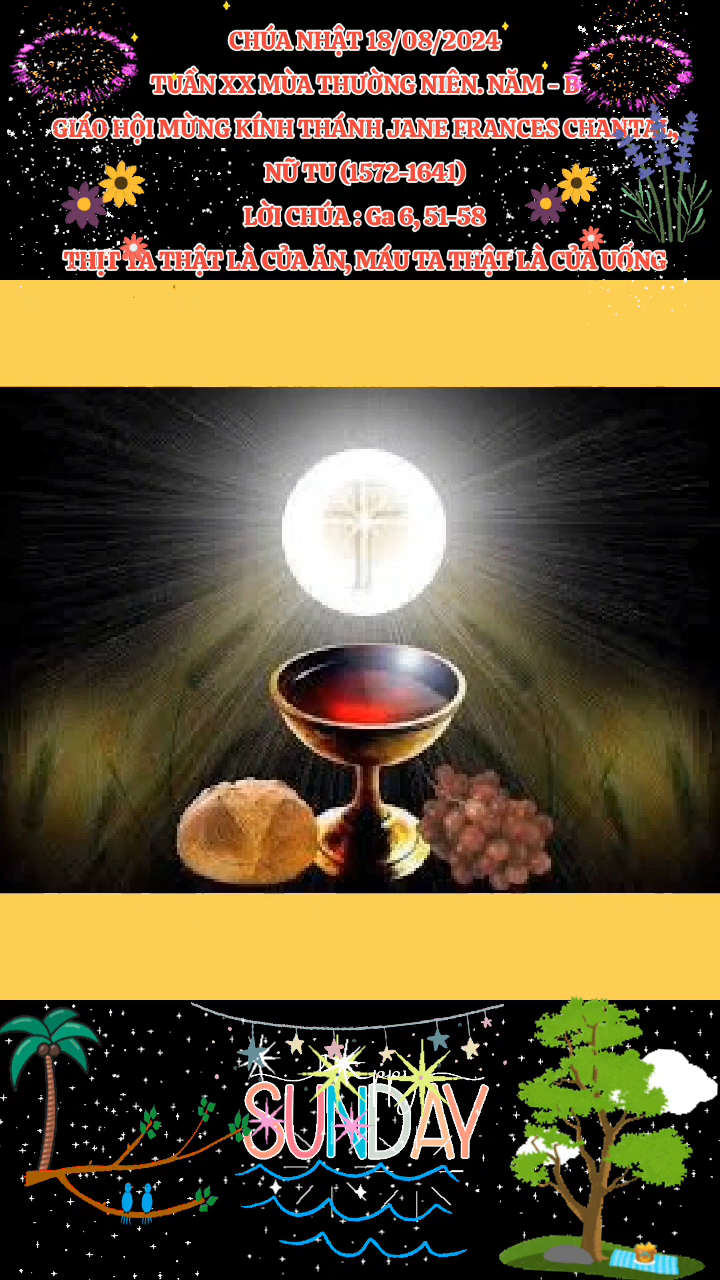 CHÚA NHẬT 18/08/2024
TUẦN XX MÙA THƯỜNG NIÊN. NĂM - B
GIÁO HỘI MỪNG KÍNH THÁNH JANE FRANCES CHANTAL,
NỮ TU (1572-1641)
LỜI CHÚA : Ga 6, 51-58
THỊT TA THẬT LÀ CỦA ĂN, MÁU TA THẬT LÀ CỦA UỐNG
SUNDAY